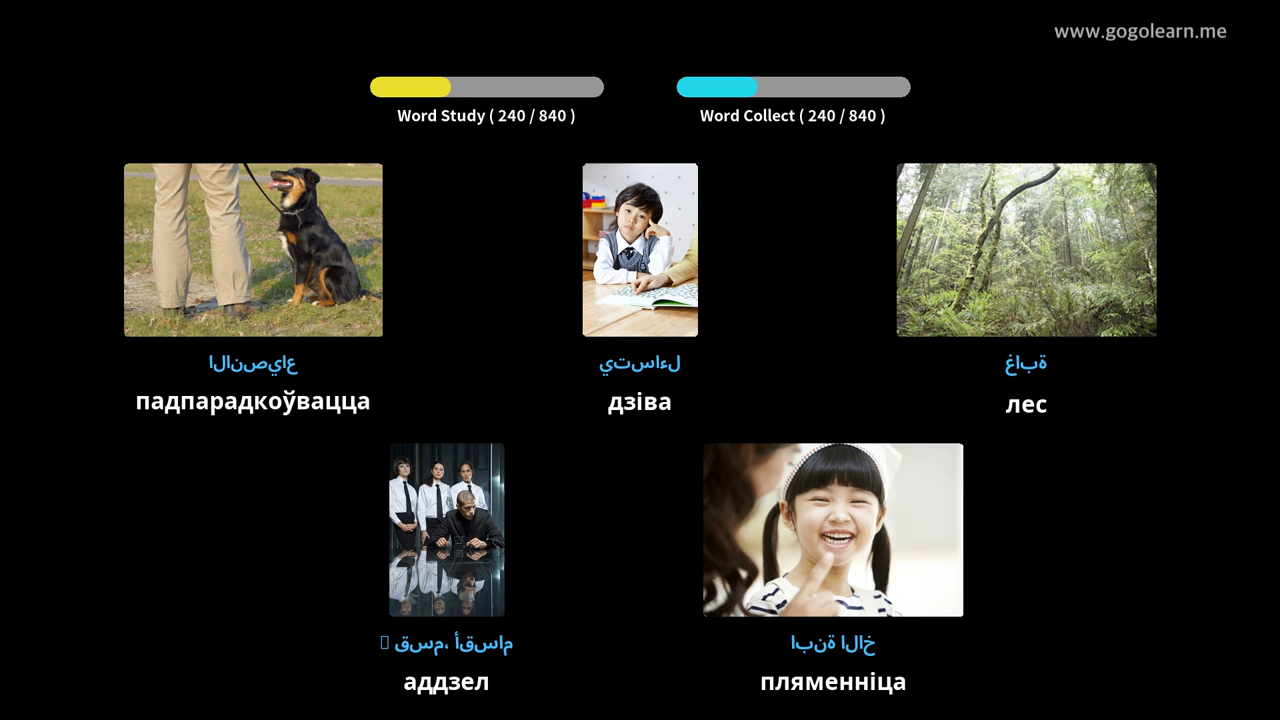 www.gogolearn.me
Word Study ( 240 / 840 )
Word Collect ( 240 / 840 )
الانصياع
падпарадкоўвацца
يتساءل
дзіва
غابة
лес
قسم، أقسام
аддзел
ابنة الاخ
пляменніца